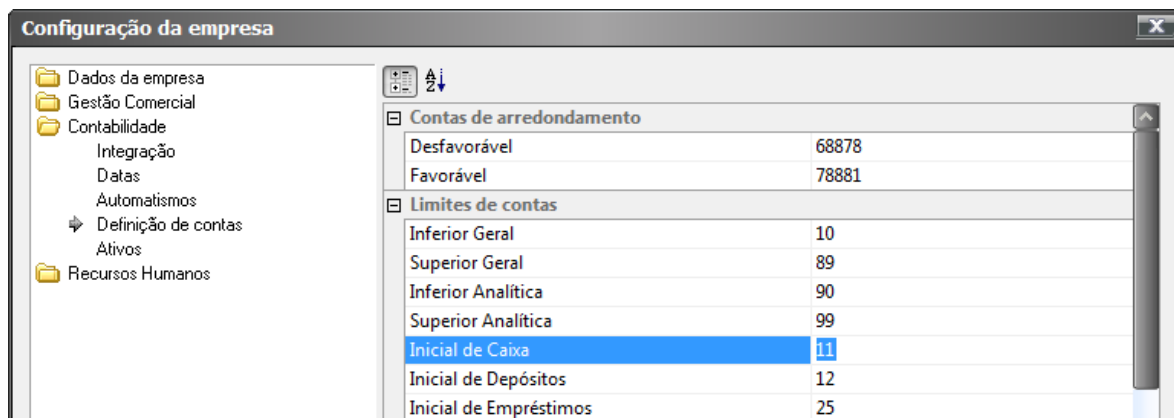 Configuração da empresa
Dados da empresa
Gestão Comercial
Contabilidade
Integração
Datas
Automatismos
Definição de contas
Ativos
Recursos Humanos
Contas de arredondamento
Desfavorável 68878
Favorável 78881
Limites de contas
Inferior Geral 10
Superior Geral 89
Inferior Analítica 90
Superior Analítica 99
Inicial de Caixa 11
Inicial de Depósitos 12
Inicial de Empréstimos 25